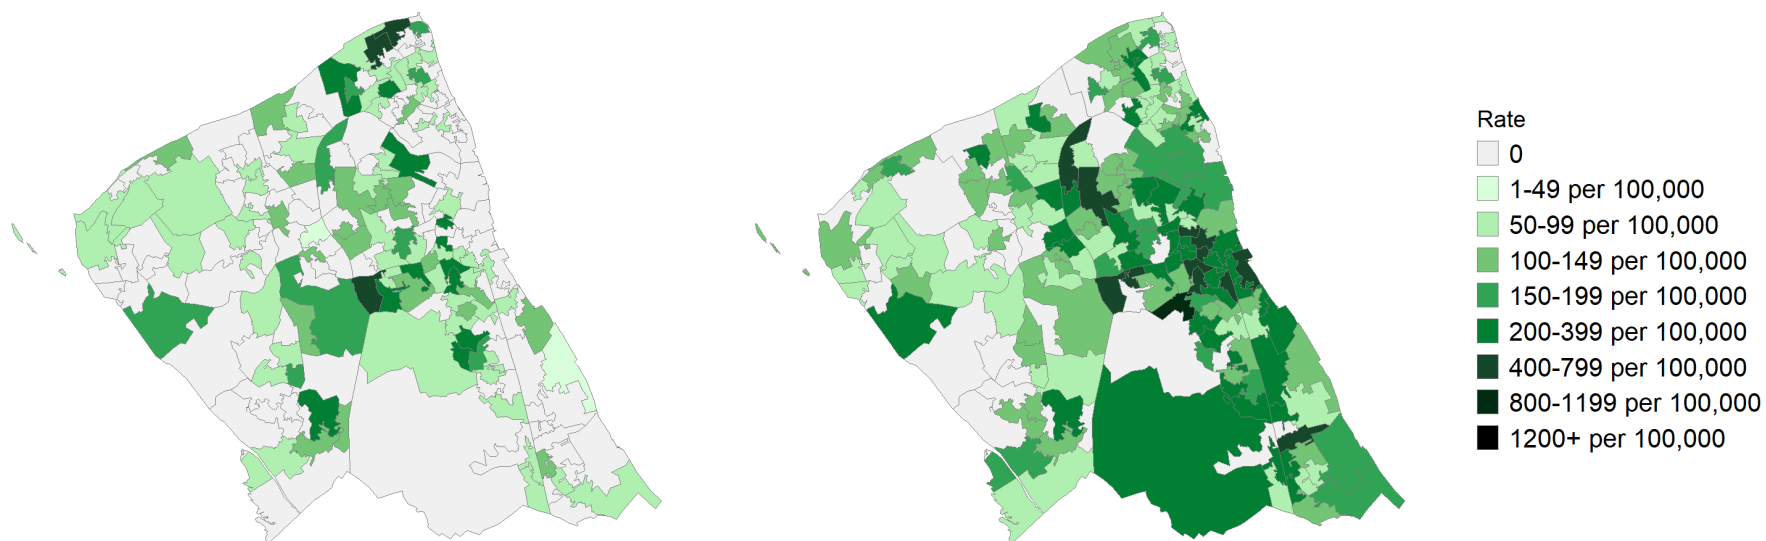 Rate
0
1-49 per 100,000
50-99 per 100,000
100-149 per 100,000
150-199 per 100,000
200-399 per 100,000
400-799 per 100,000
800-1199 per 100,000
1200+ per 100,000